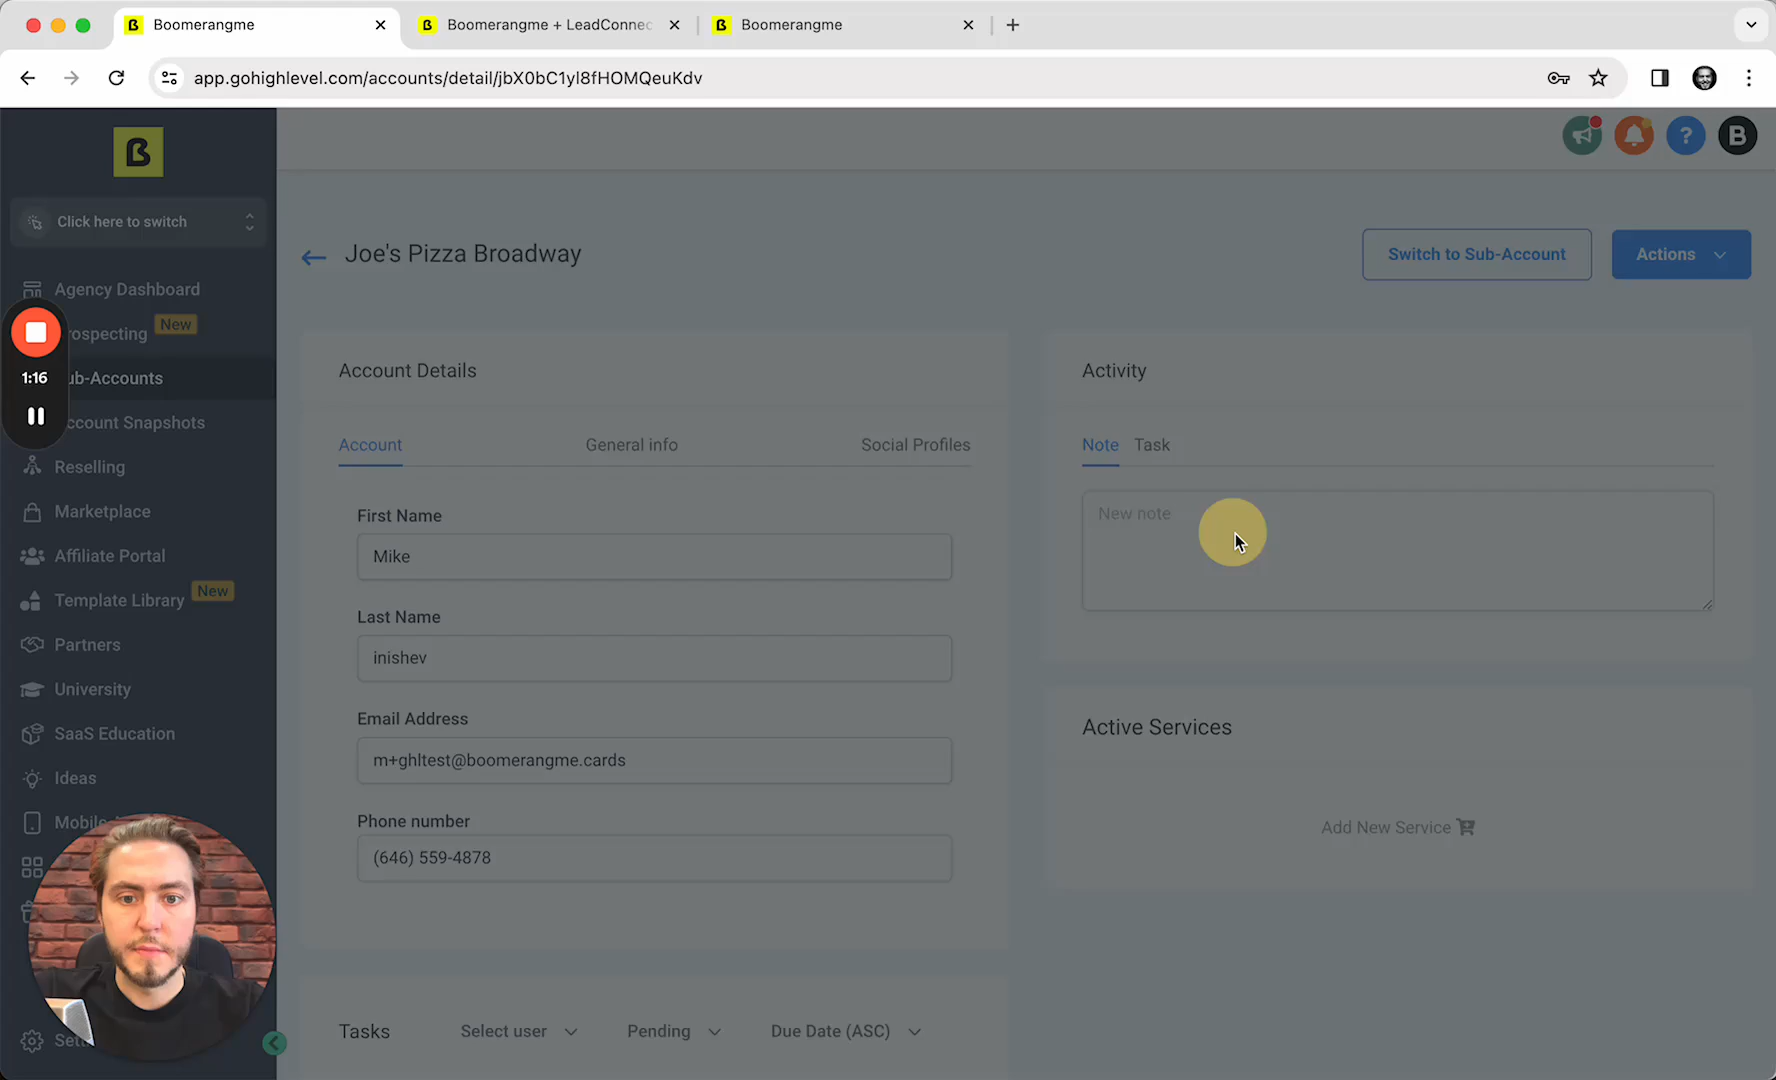 Boomerangme
Boomerangme + LeadConnec
Boomerangme
app.gohighlevel.com/accounts/detail/jbX0bC1yl8fHOMQeuKdv
ß
B
Click here to switch
Joe's Pizza Broadway
Switch to Sub-Account
Actions
Agency Dashboard
rospecting
New
1:16
ub-Accounts
ccount Snapshots
Reselling
Marketplace
Affiliate Portal
Template Library
New
Partners
University
SaaS Education
Ideas
Mobile
Account Details
Account
General info
Social Profiles
First Name
Mike
Last Name
inishev
Email Address
m+ghltest@boomerangme.cards
Phone number
(646) 559-4878
Activity
Note
Task
New note
Active Services
Add New Service
Tasks
Select user
Pending
Due Date (ASC)